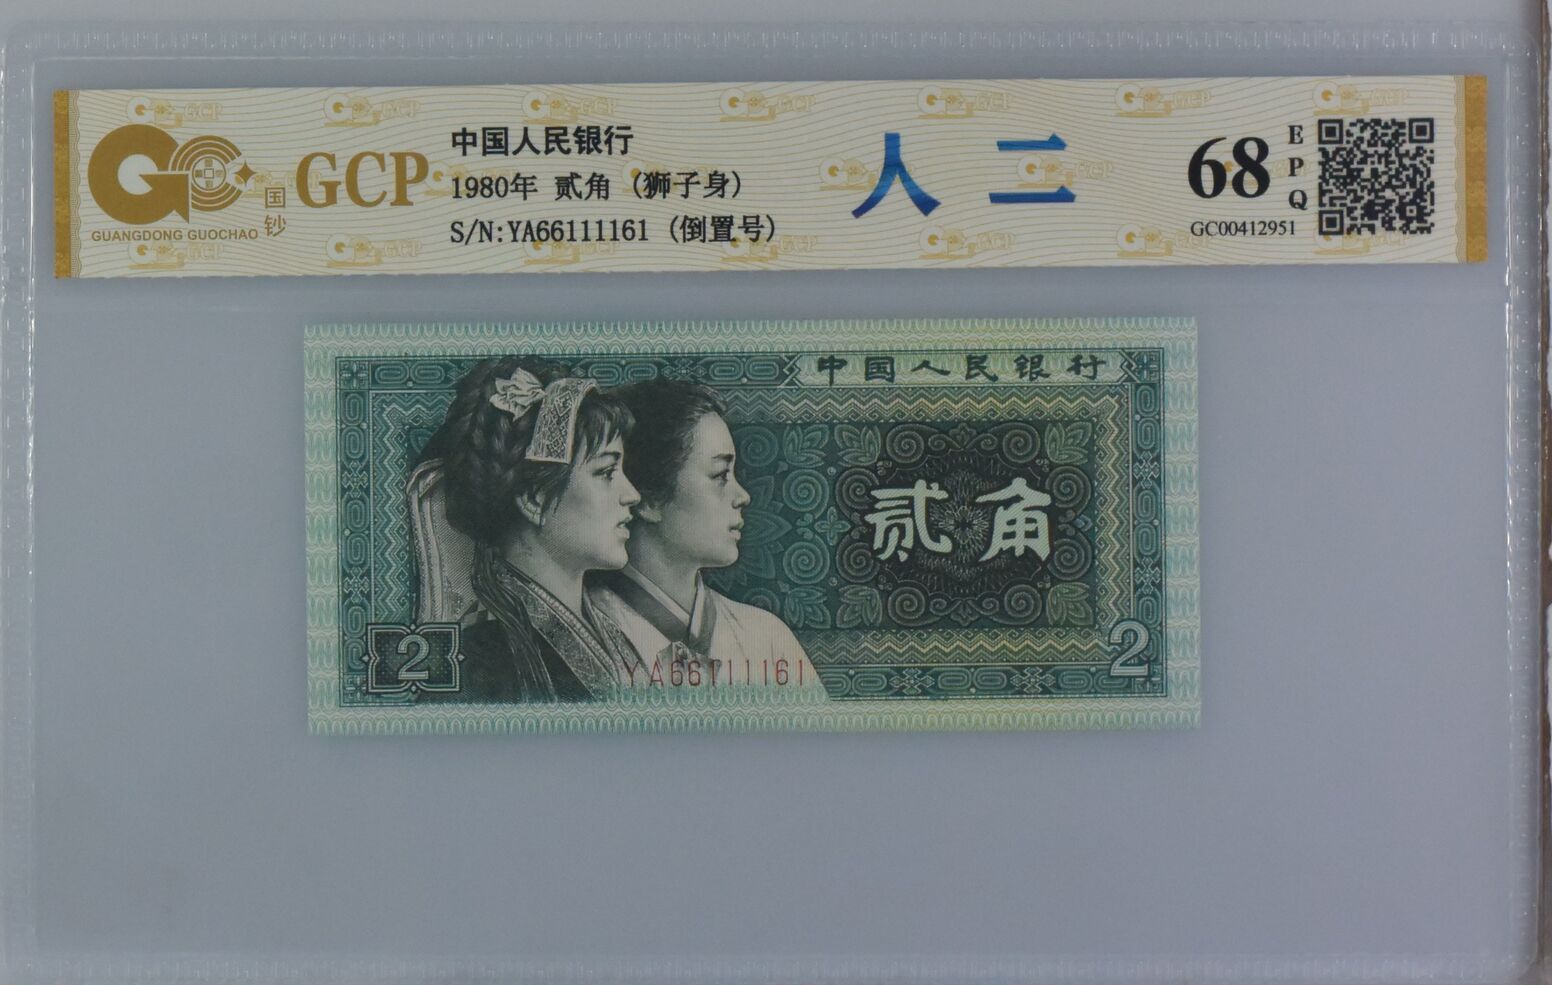 GUANGDONG GUOCHAO
国钞
GCP
中国人民银行
1980年 贰角 (狮子身)
S/N:YA66111161 (倒置号)
人二
68
EPQ
GC00412951
中国人民银行
贰角
2
2
YA66111161